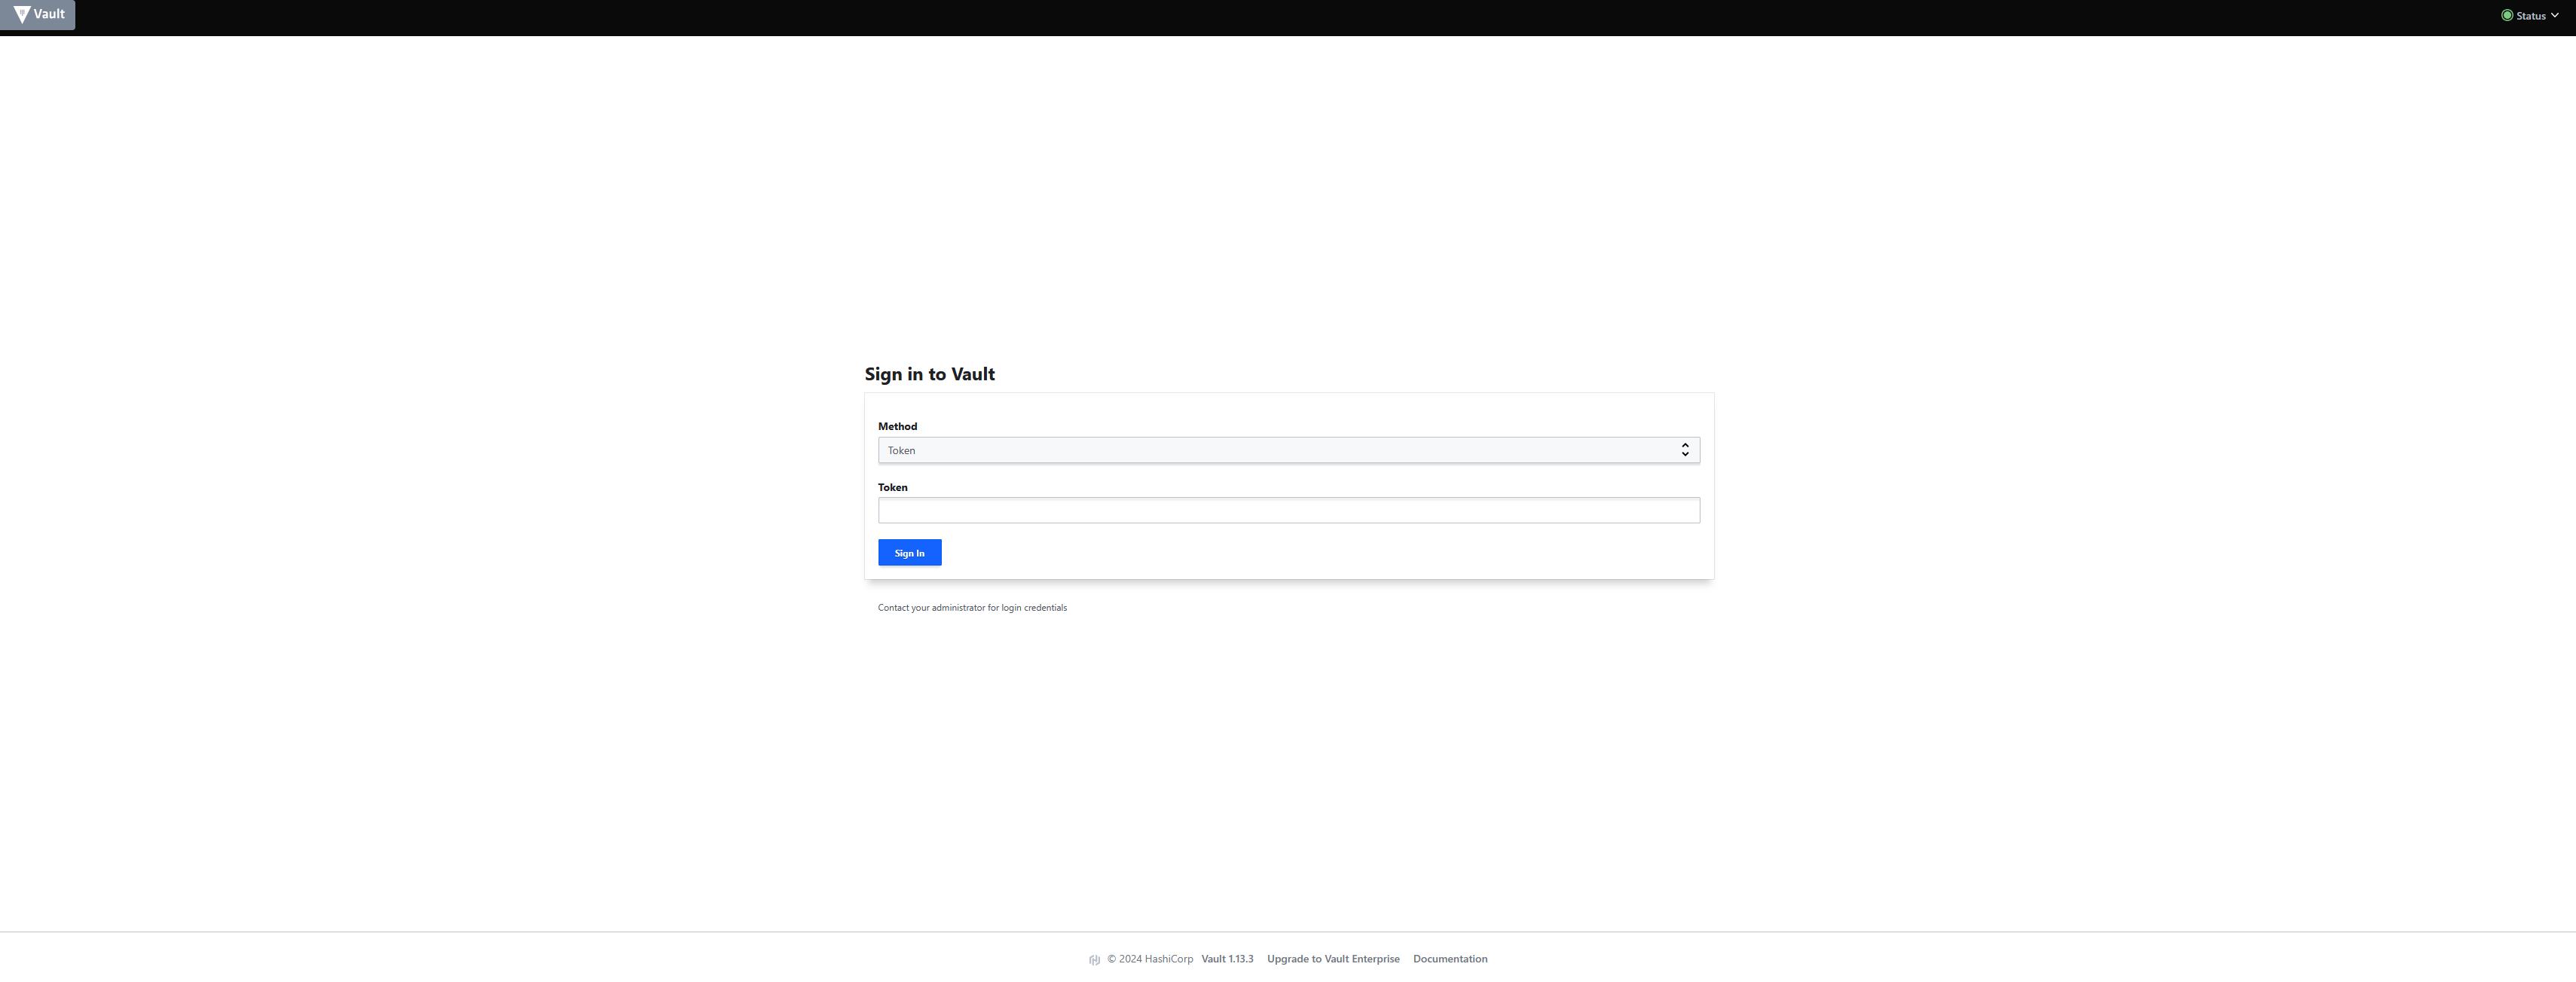 Vault
Status
Sign in to Vault
Method
Token
Token
Sign In
Contact your administrator for login credentials
© 2024 HashiCorp Vault 1.13.3 Upgrade to Vault Enterprise Documentation